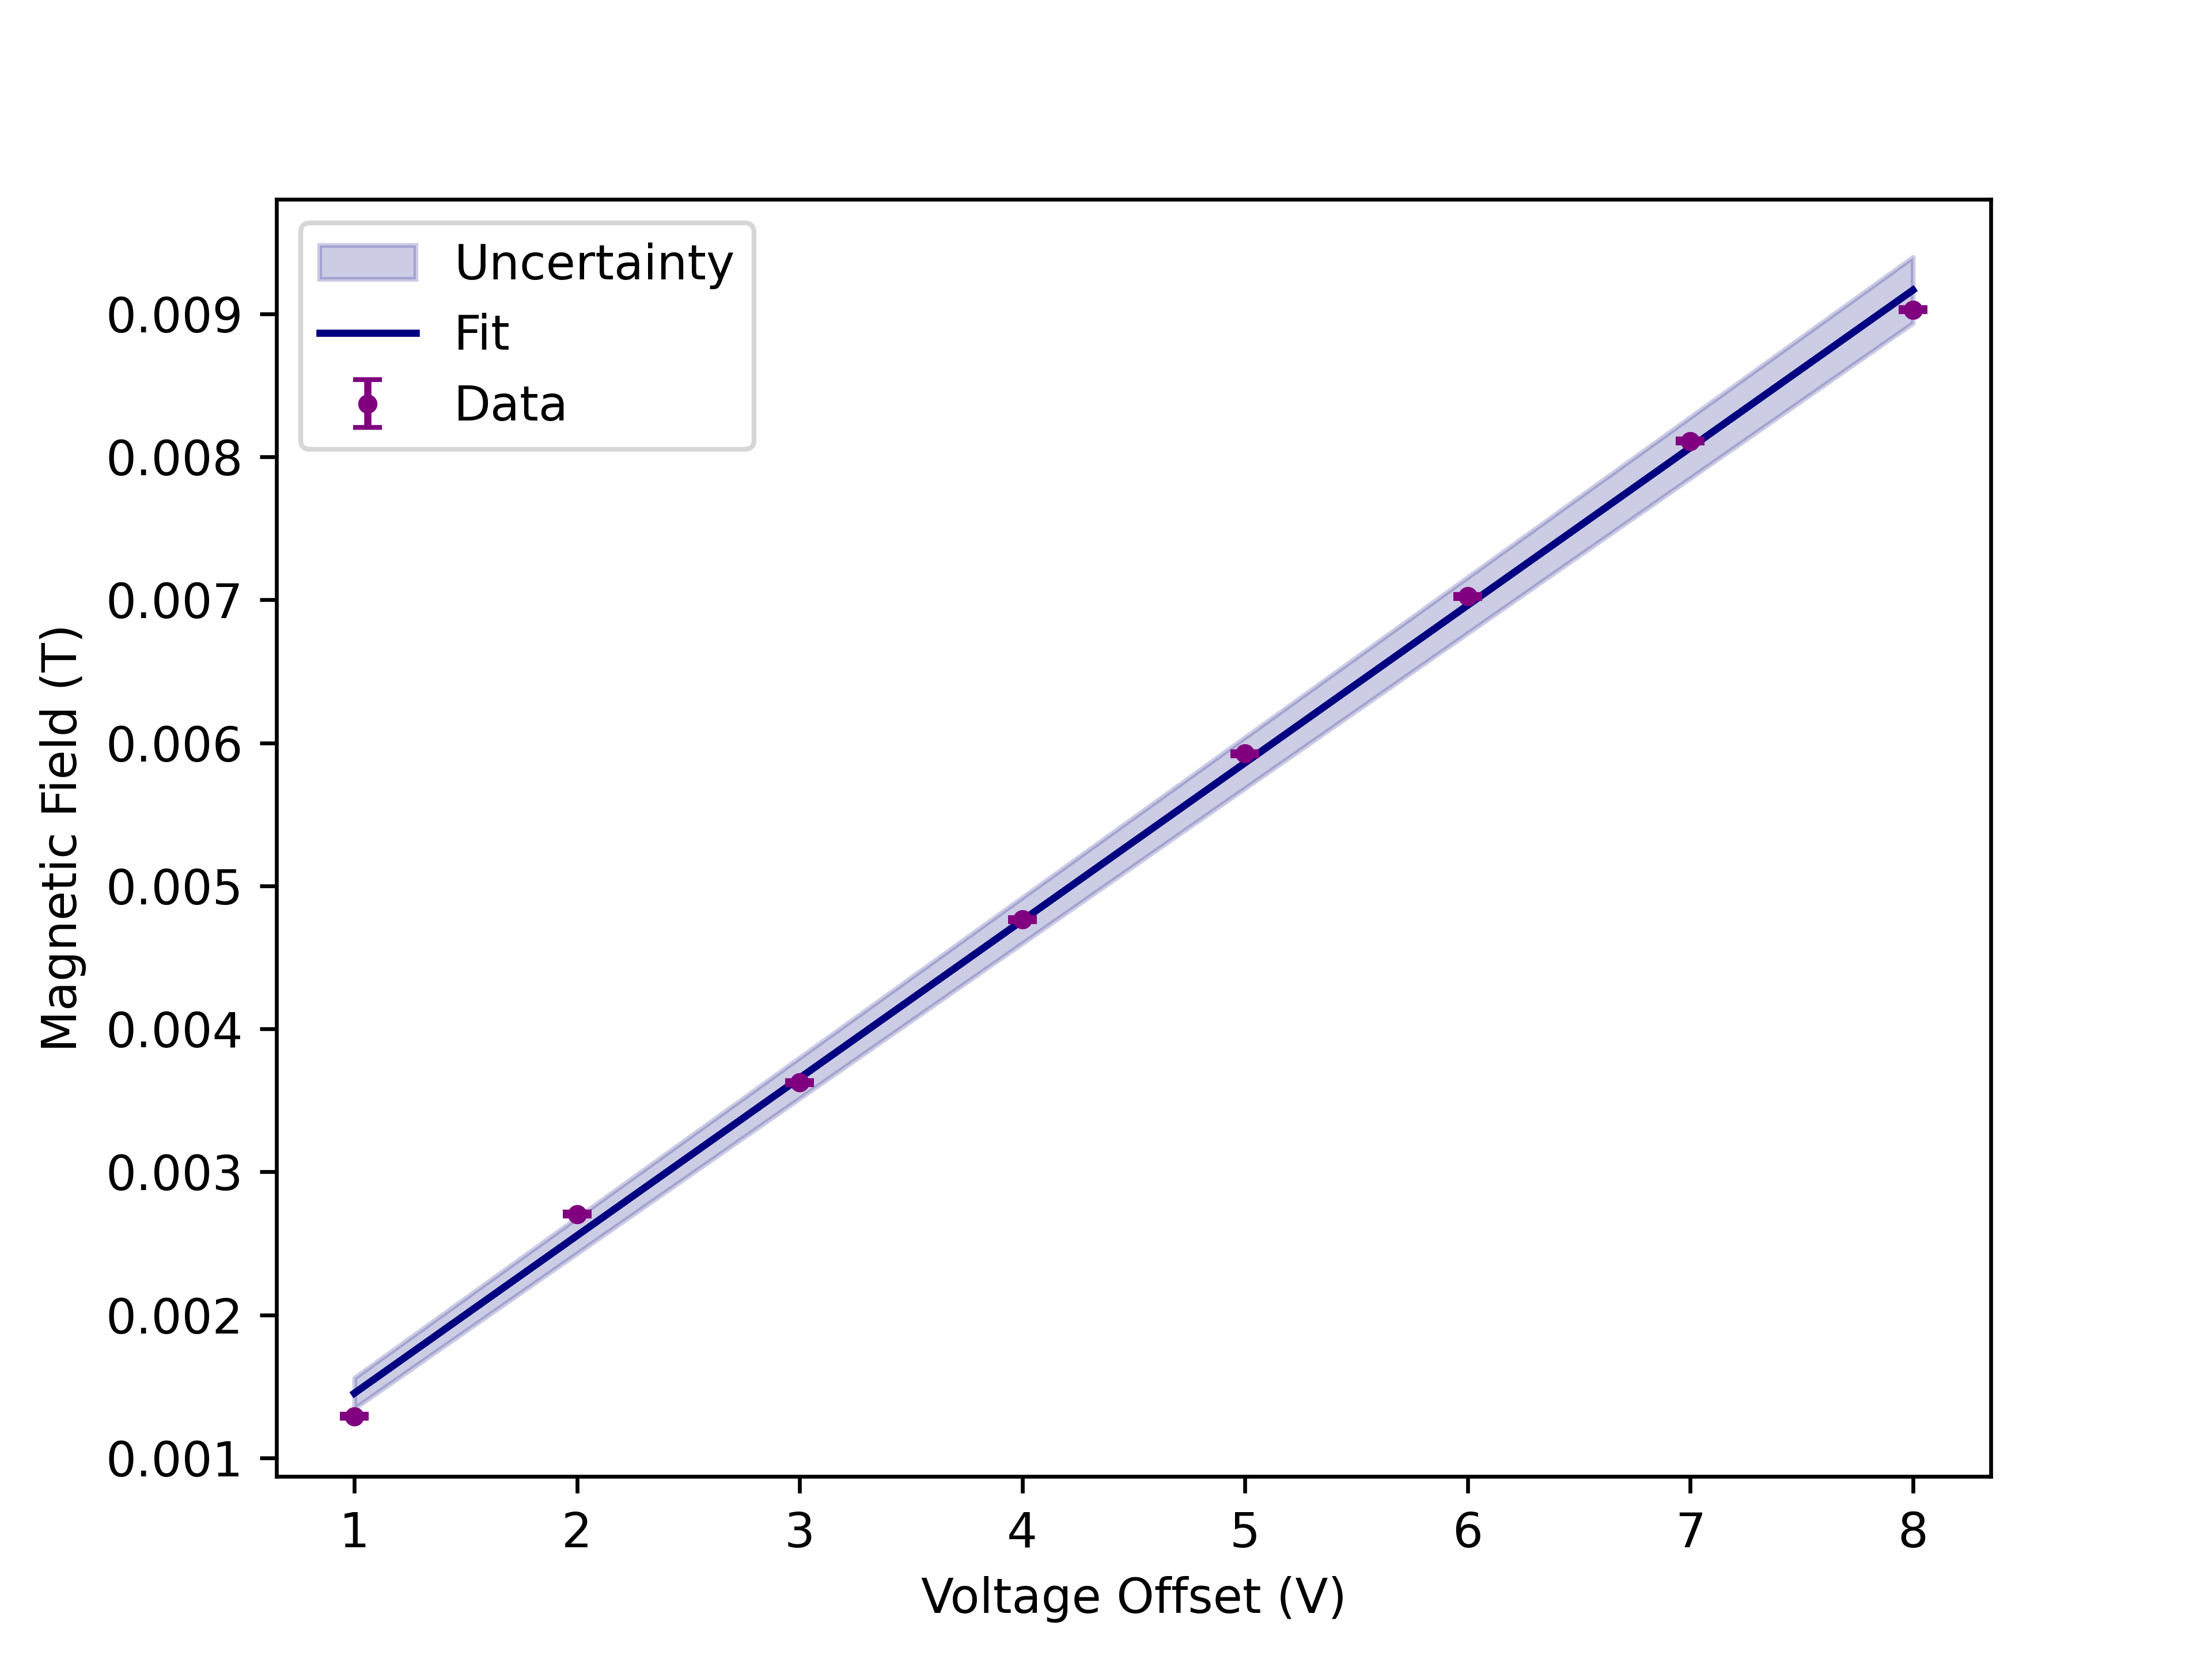 Uncertainty
Fit
Data
0.009
0.008
0.007
0.006
0.005
0.004
0.003
0.002
0.001
Magnetic Field (T)
1 2 3 4 5 6 7 8
Voltage Offset (V)